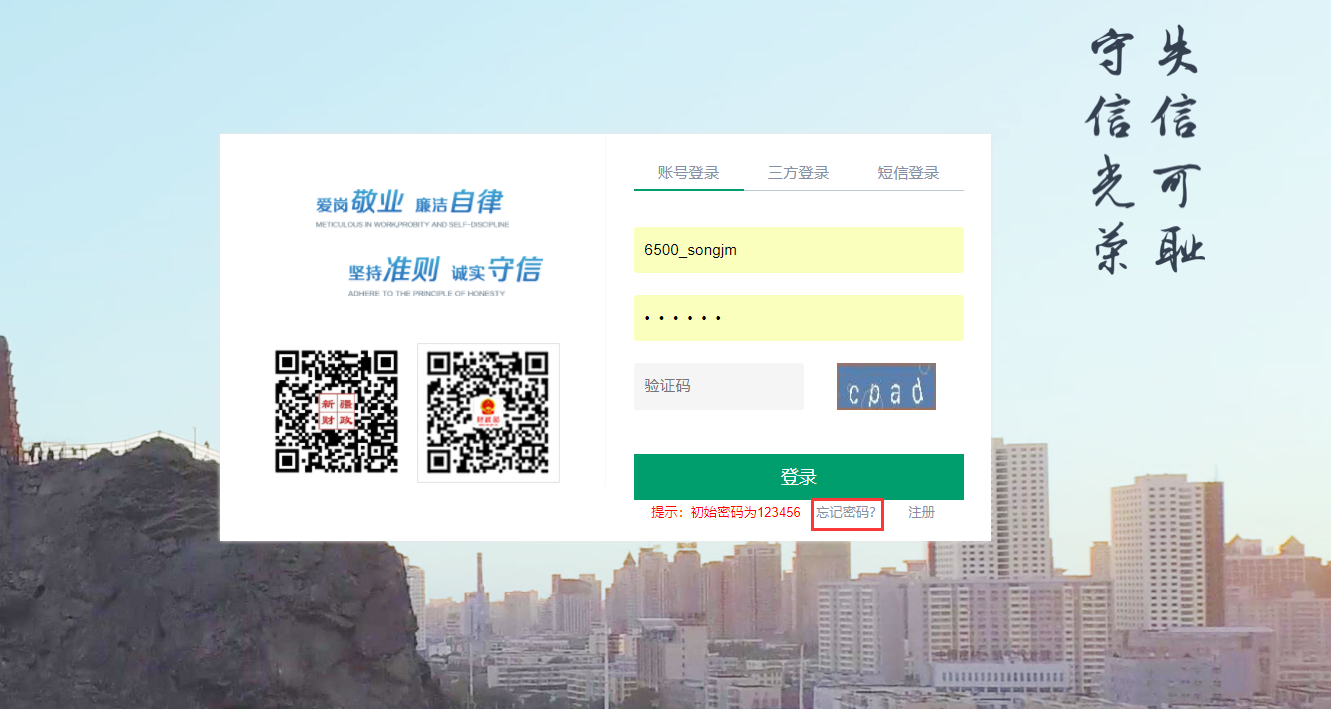 失信可耻
守信光荣
爱岗敬业 廉洁自律
METICULOUS IN WORK,PROBITY AND SELF-DISCIPLINE
坚持准则 诚实守信
ADHERE TO THE PRINCIPLE OF HONESTY
新疆
财政
财政部
账号登录 三方登录 短信登录
6500_songjm
••••••
验证码 cpad
登录
提示：初始密码为123456 忘记密码? 注册